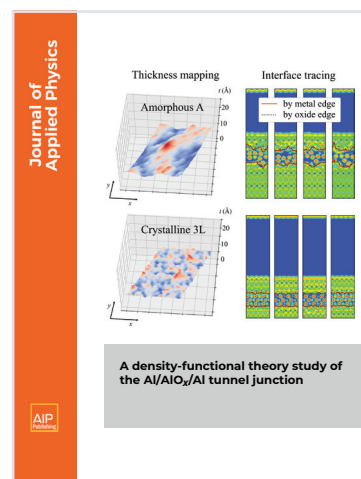 Journal of
Applied Physics
Thickness mapping
Interface tracing
t (Å)
Amorphous A
20
10
0
by metal edge
by oxide edge
y
x
t (Å)
Crystalline 3L
20
10
0
y
x
A density-functional theory study of
the Al/AlOx/Al tunnel junction
AIP
Publishing